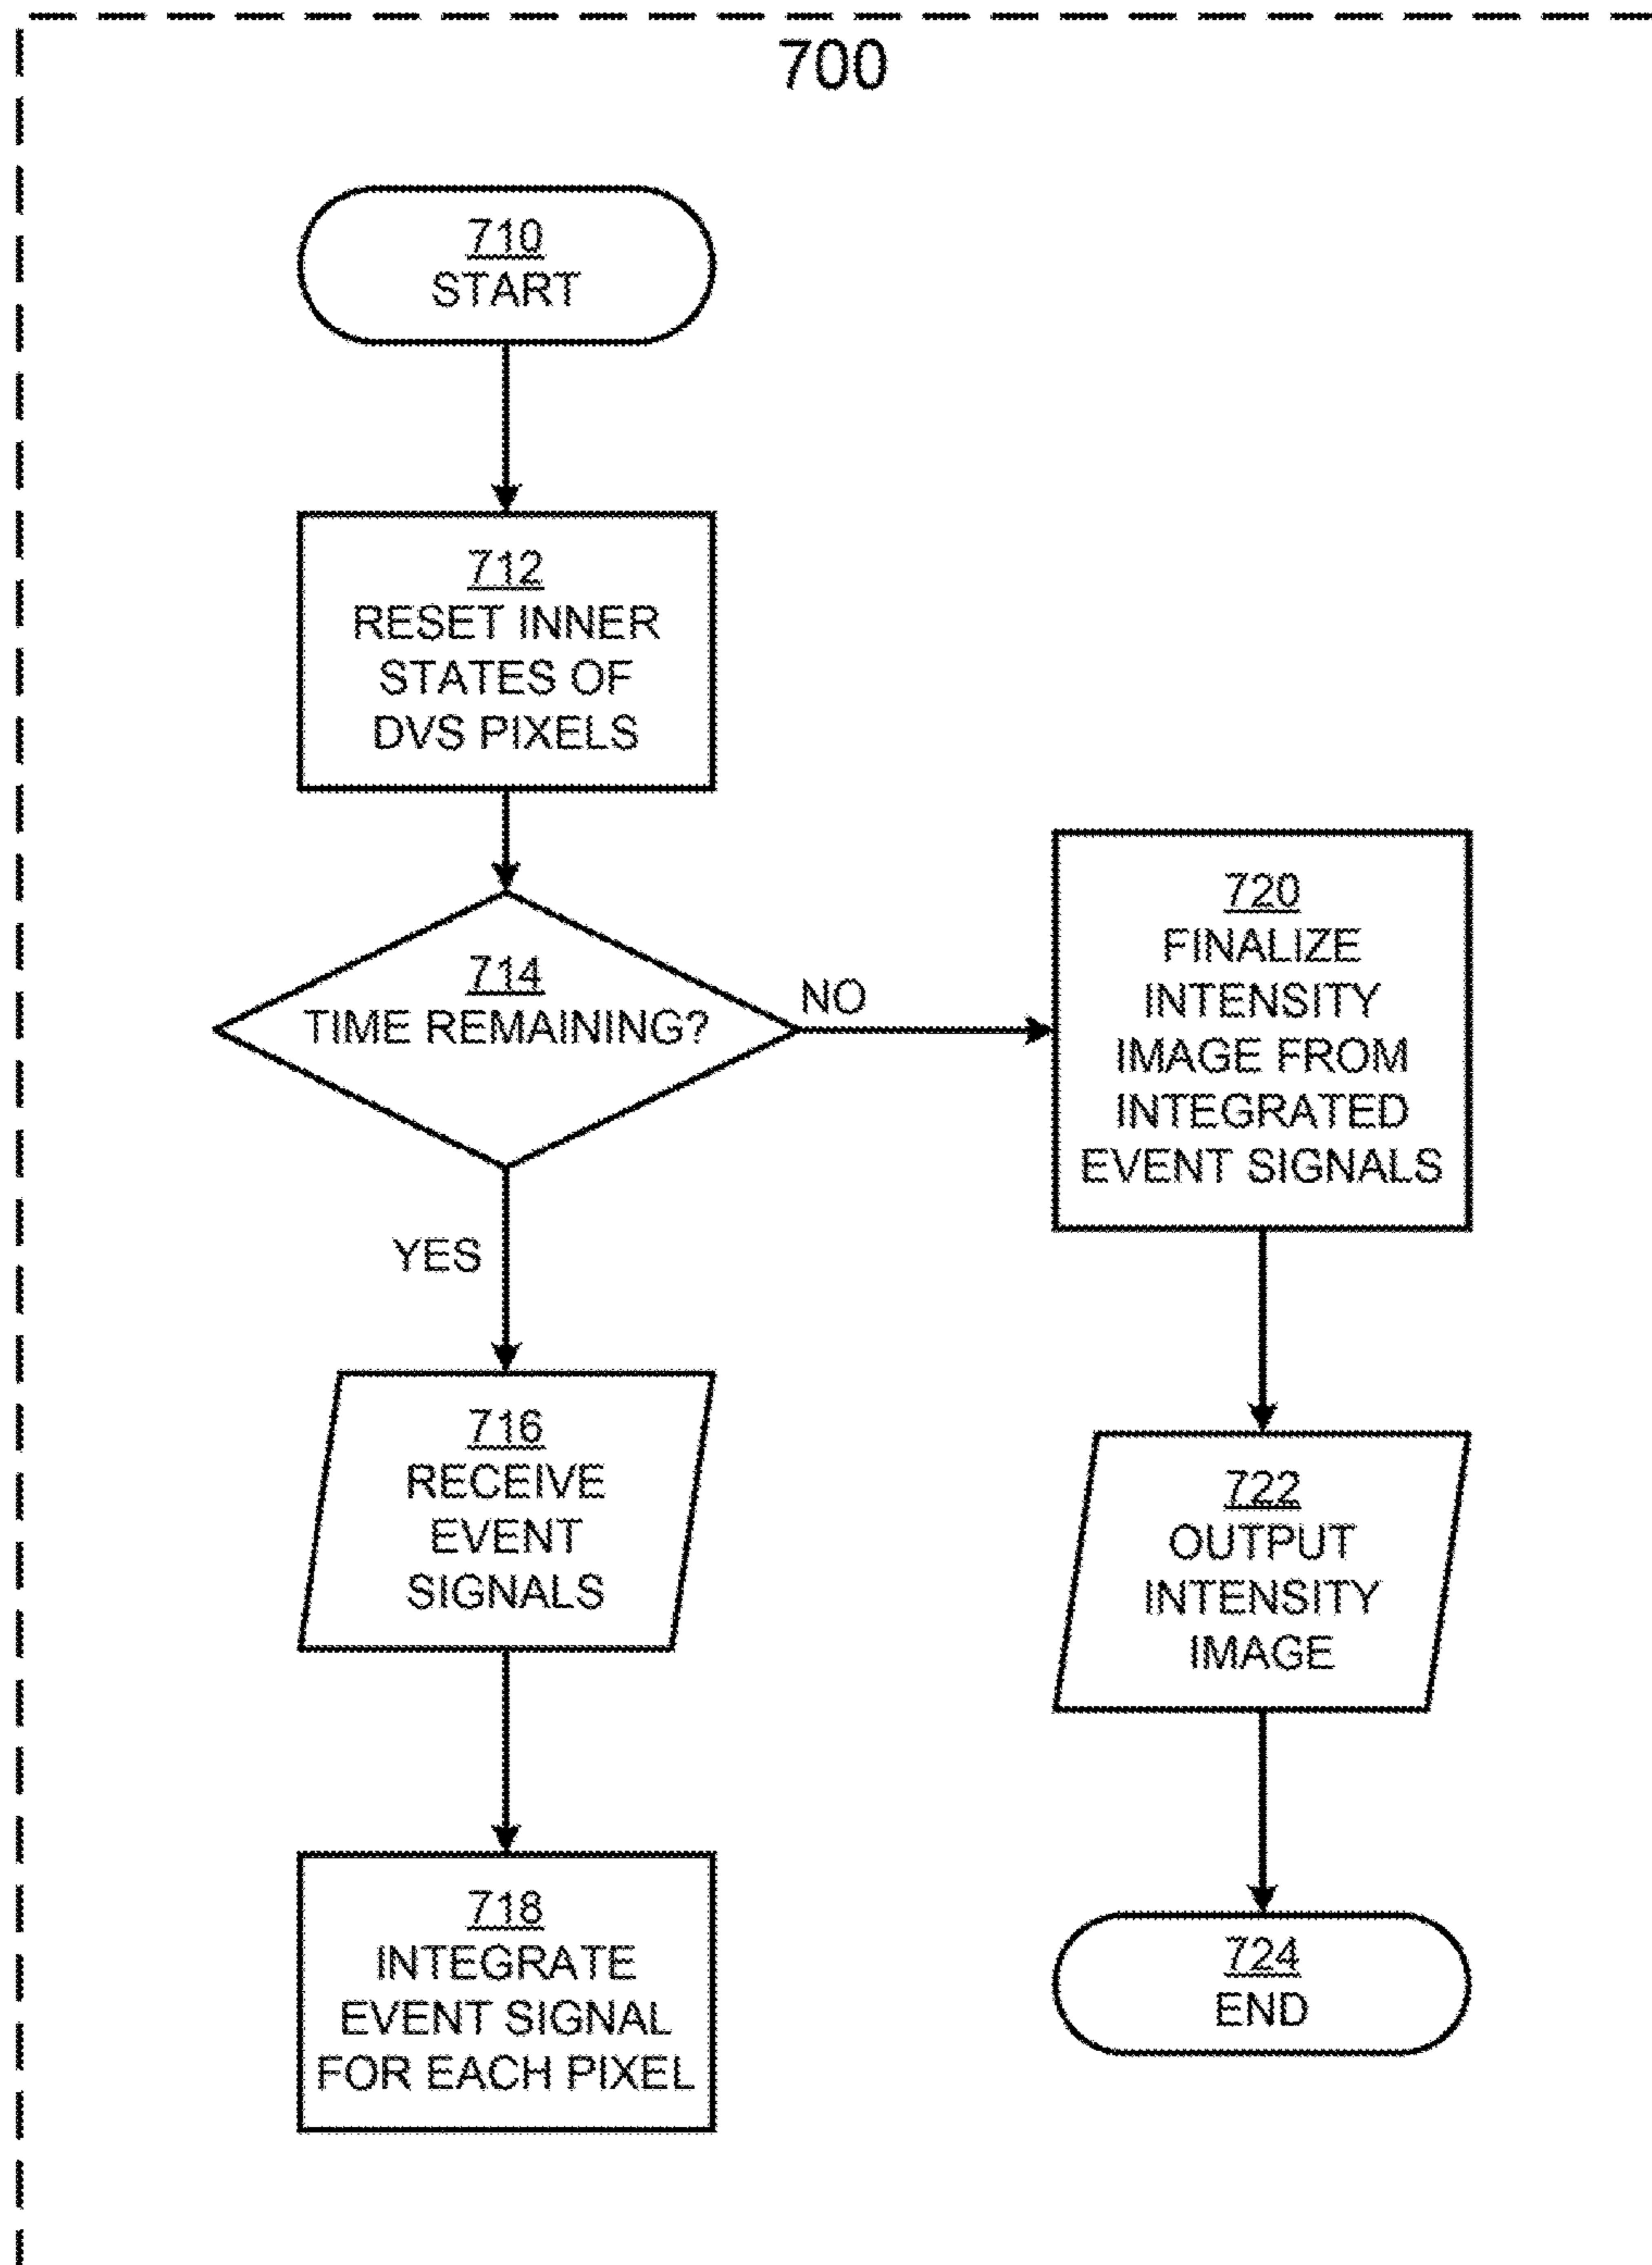 700
710
START
712
RESET INNER
STATES OF
DVS PIXELS
714
TIME REMAINING?
NO
YES
716
RECEIVE
EVENT
SIGNALS
718
INTEGRATE
EVENT SIGNAL
FOR EACH PIXEL
720
FINALIZE
INTENSITY
IMAGE FROM
INTEGRATED
EVENT SIGNALS
722
OUTPUT
INTENSITY
IMAGE
724
END